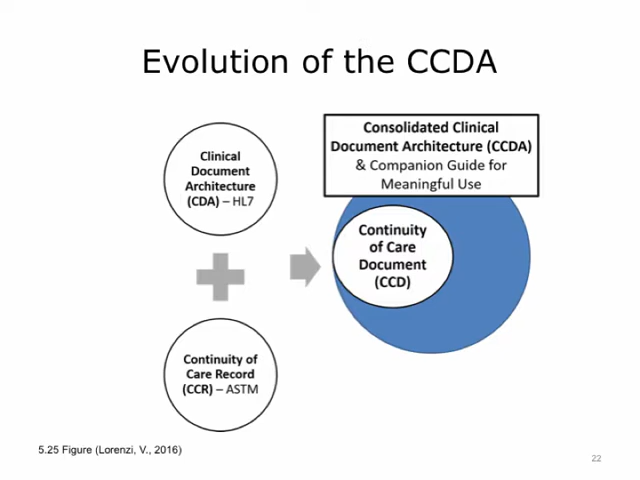 Evolution of the CCDA
Clinical
Document
Architecture
(CDA) – HL7
Continuity of
Care Record
(CCR) – ASTM
Consolidated Clinical
Document Architecture (CCDA)
& Companion Guide for
Meaningful Use
Continuity
of Care
Document
(CCD)
5.25 Figure (Lorenzi, V., 2016)
22